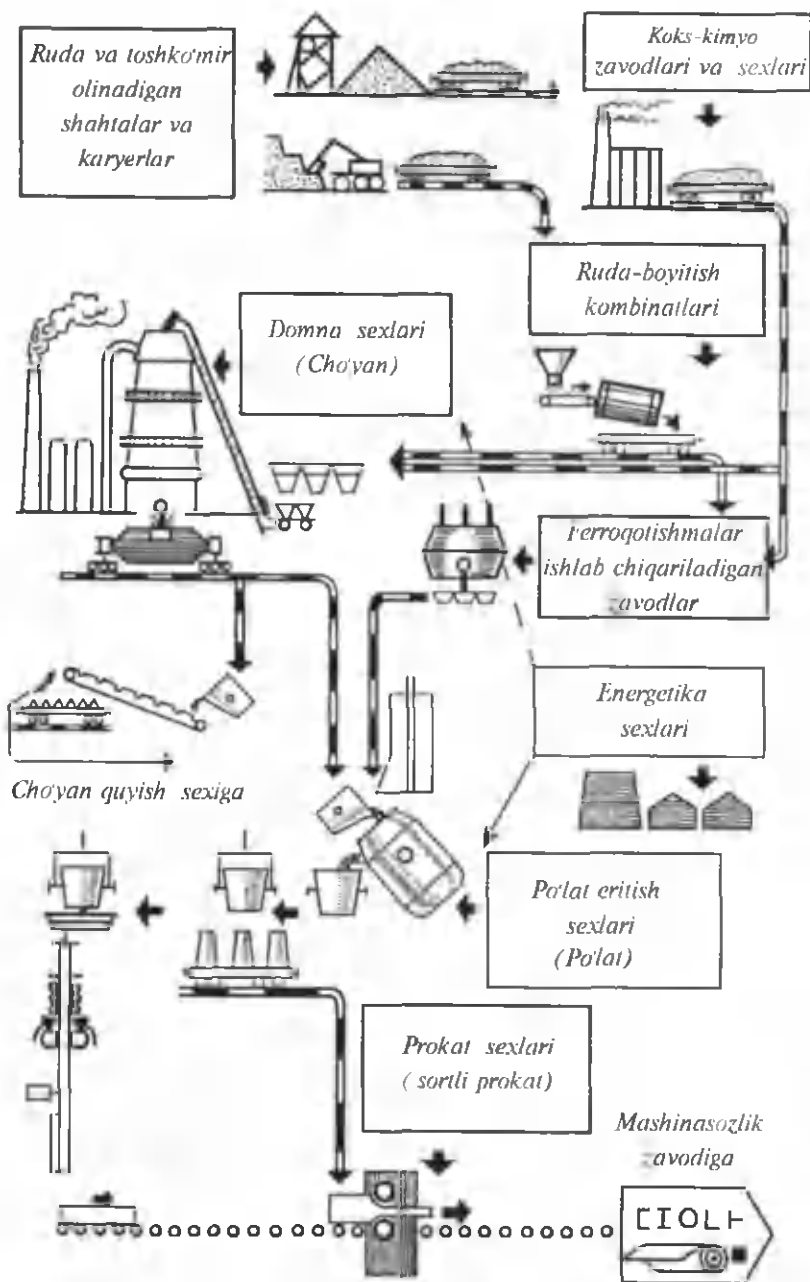 Ruda va toshko'mir
olinadigan
shahtalar va
karyerlar
Koks-kimyo
zavodlari va sexlari
Ruda-boyitish
kombinatlari
Domna sexlari
(Cho'yan)
Ferroqotishmalar
ishlab chiqariladigan
zavodlar
Energetika
sexlari
Cho'yan quyish sexiga
Po'lat eritish
sexlari
(Po'lat)
Prokat sexlari
(sortli prokat)
Mashinasozlik
zavodiga